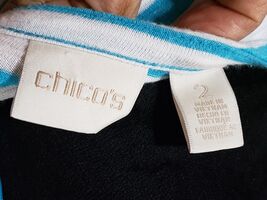 chico's
2
MADE IN
VIETNAM
HECHO EN
VIETNAM
FABRIQUÉ AU
VIETNAM